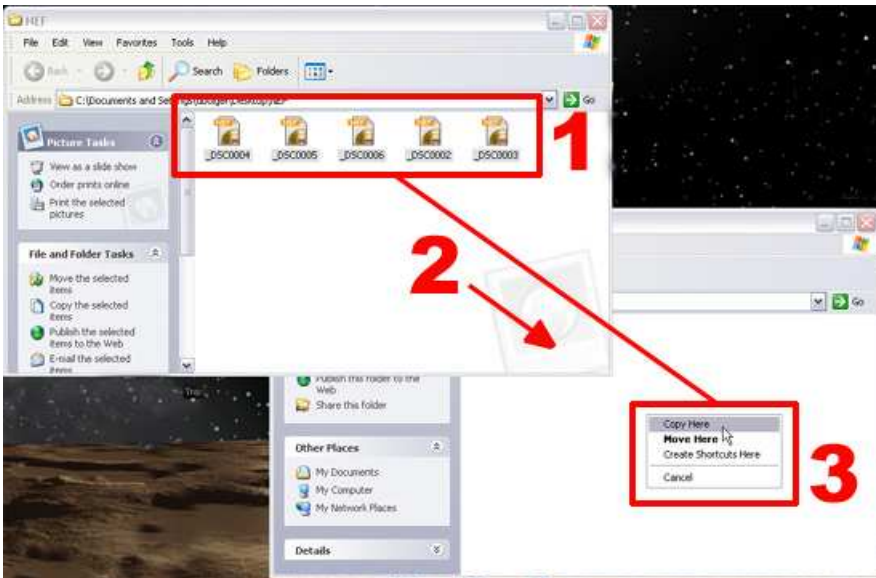 NEF
File Edit View Favorites Tools Help
Back Search Folders
Address C:\Documents and Go
1
Picture Tasks
View as a slide show
Order prints online
Print the selected
pictures
_DSC0004 _DSC0005 _DSC0006 _DSC0002 _DSC0003
File and Folder Tasks
Move the selected
items
Copy the selected
items
Publish the selected
items to the Web
E-mail the selected
items
2
Go
Publish this folder to the
Web
Share this folder
Other Places
My Documents
My Computer
My Network Places
Details
Copy Here
Move Here
Create Shortcuts Here
Cancel
3